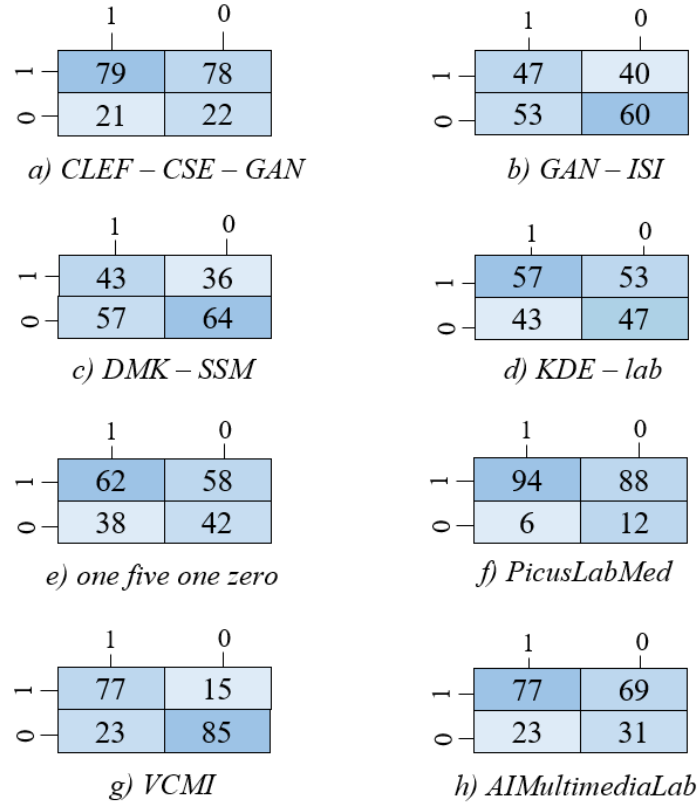 1 0
1 79 78
0 21 22
a) CLEF – CSE – GAN
1 0
1 47 40
0 53 60
b) GAN – ISI
1 0
1 43 36
0 57 64
c) DMK – SSM
1 0
1 57 53
0 43 47
d) KDE – lab
1 0
1 62 58
0 38 42
e) one five one zero
1 0
1 94 88
0 6 12
f) PicusLabMed
1 0
1 77 15
0 23 85
g) VCMI
1 0
1 77 69
0 23 31
h) AIMultimediaLab